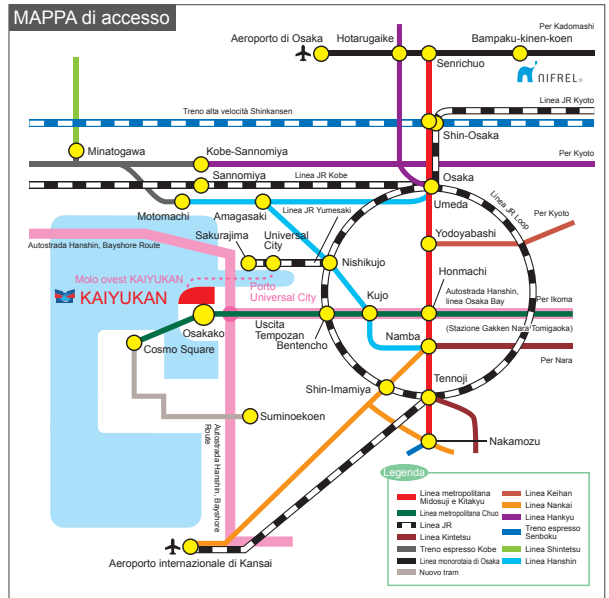 MAPPA di accesso
Per Kadomashi
Aeroporto di Osaka
Hotarugaike
Bampaku-kinen-koen
Senrichuo
NIFREL
Linea JR Kyoto
Treno alta velocità Shinkansen
Shin-Osaka
Minatogawa
Kobe-Sannomiya
Per Kyoto
Sannomiya
Linea JR Kobe
Osaka
Umeda
Motomachi
Amagasaki
Linea JR Yumesaki
Linea JR Loop
Per Kyoto
Sakurajima
Universal
City
Yodoyabashi
Autostrada Hanshin, Bayshore Route
Nishikujo
Honmachi
Molo ovest KAIYUKAN
KAIYUKAN
Porto
Universal City
Kujo
Autostrada Hanshin,
linea Osaka Bay
Per Ikoma
Osakako
Uscita
Tempozan
(Stazione Gakken Nara Tomigaoka)
Bentencho
Namba
Cosmo Square
Per Nara
Tennoji
Shin-Imamiya
Suminoekoen
Autostrada Hanshin, Bayshore
Route
Nakamozu
Aeroporto internazionale di Kansai
Legenda
Linea metropolitana
Midosuji e Kitakyu
Linea metropolitana Chuo
Linea JR
Linea Kintetsu
Treno espresso Kobe
Linea monorotaia di Osaka
Nuovo tram
Linea Keihan
Linea Nankai
Linea Hankyu
Treno espresso
Senboku
Linea Shintetsu
Linea Hanshin